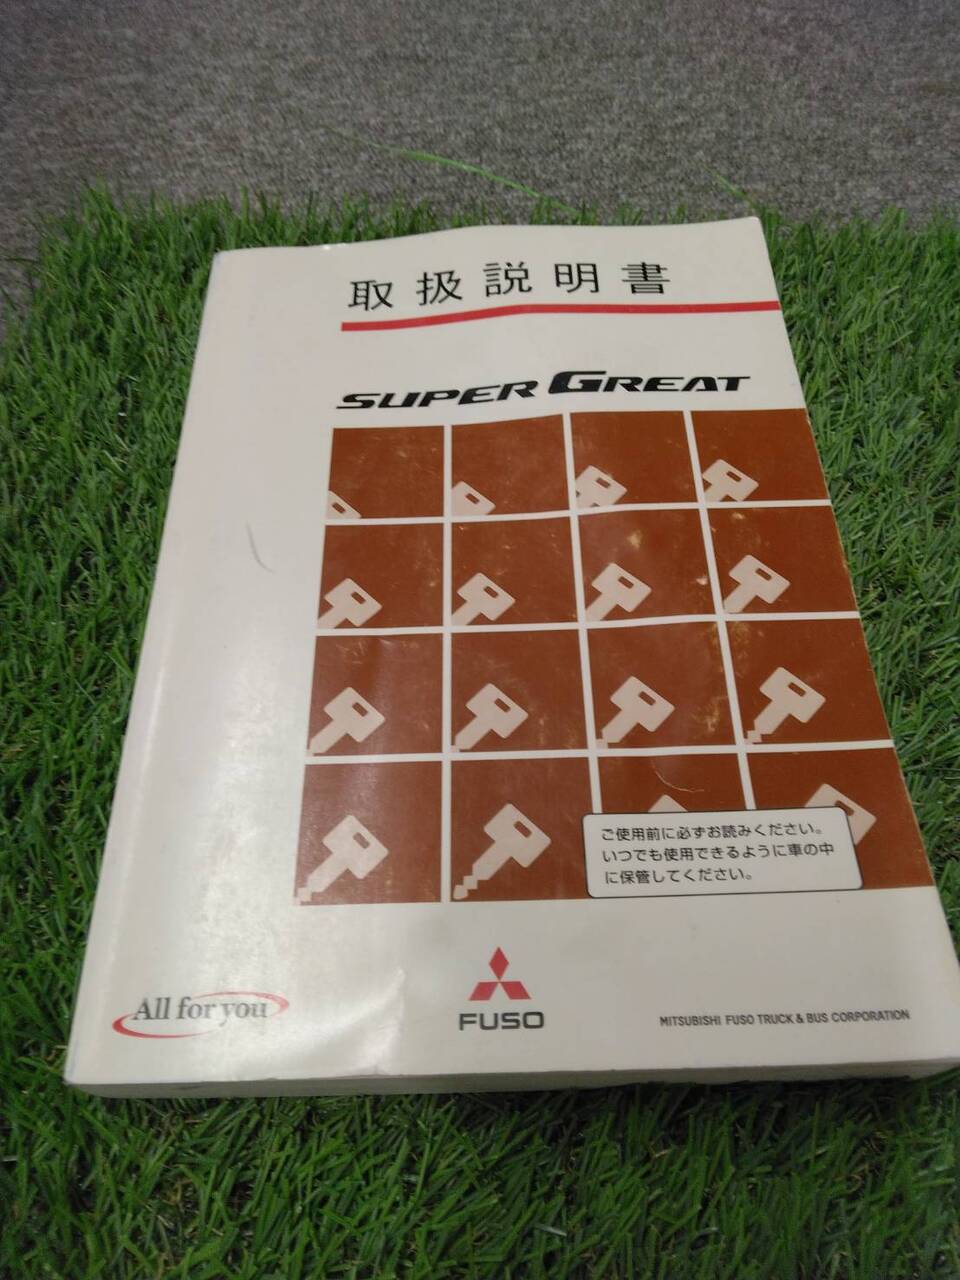 取扱説明書
SUPER GREAT
ご使用前に必ずお読みください。
いつでも使用できるように車の中
に保管してください。
All for you
FUSO
MITSUBISHI FUSO TRUCK & BUS CORPORATION